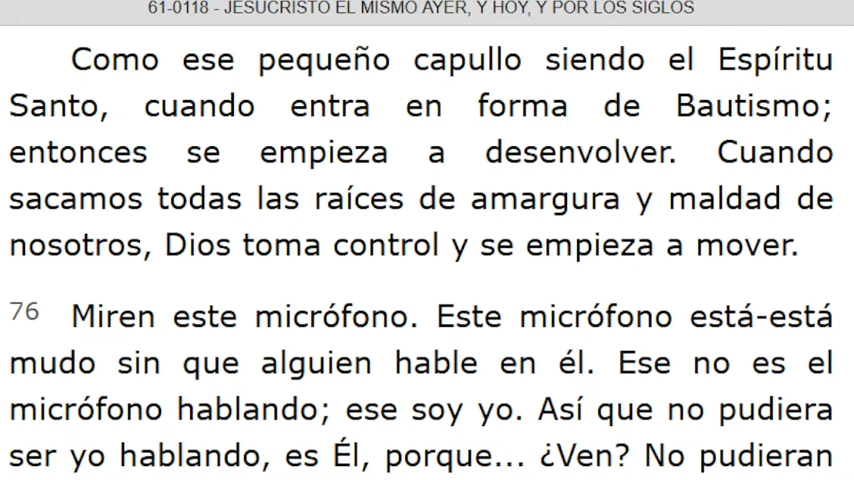 61-0118 - JESUCRISTO EL MISMO AYER, Y HOY, Y POR LOS SIGLOS
Como ese pequeño capullo siendo el Espíritu
Santo, cuando entra en forma de Bautismo;
entonces se empieza a desenvolver. Cuando
sacamos todas las raíces de amargura y maldad de
nosotros, Dios toma control y se empieza a mover.
76 Miren este micrófono. Este micrófono está-está
mudo sin que alguien hable en él. Ese no es el
micrófono hablando; ese soy yo. Así que no pudiera
ser yo hablando, es Él, porque... ¿Ven? No pudieran